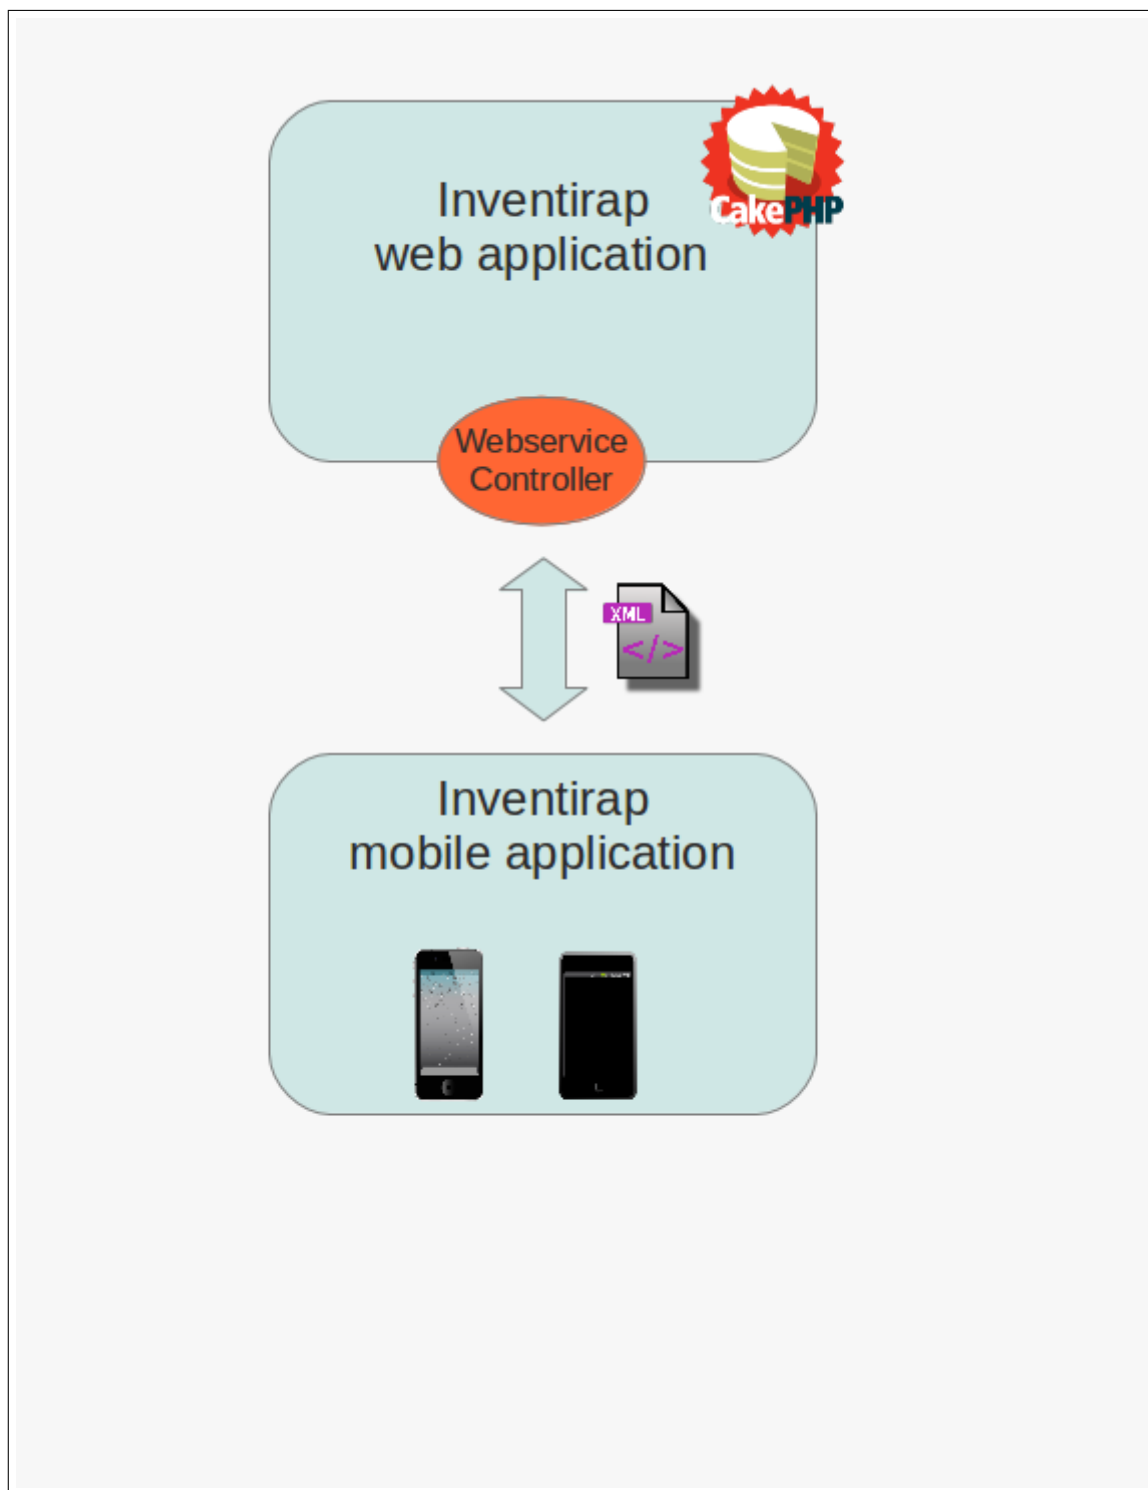 Inventirap
web application
CakePHP
Webservice
Controller
XML
</>
Inventirap
mobile application